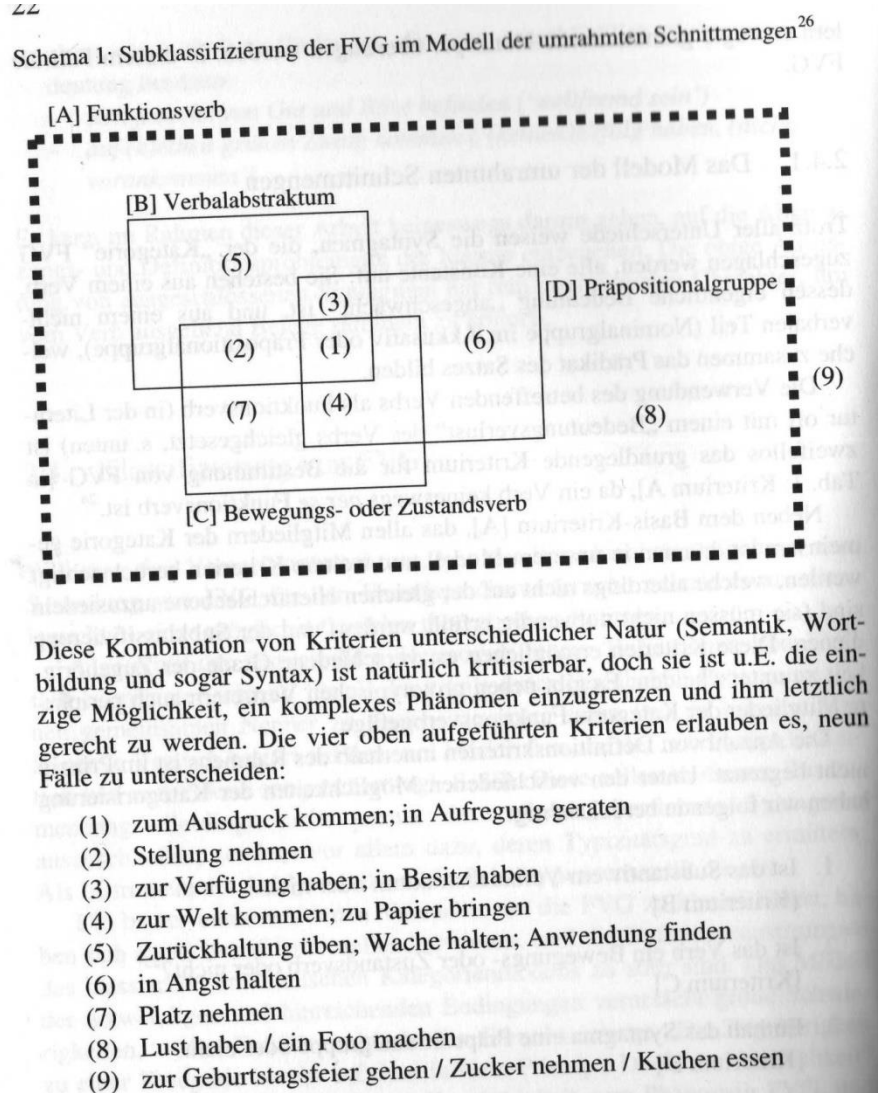 22
Schema 1: Subklassifizierung der FVG im Modell der umrahmten Schnittmengen26
[A] Funktionsverb
[B] Verbalabstraktum
(5)
(3)
[D] Präpositionalgruppe
(2)
(1)
(6)
(9)
(7)
(4)
(8)
[C] Bewegungs- oder Zustandsverb
Diese Kombination von Kriterien unterschiedlicher Natur (Semantik, Wort-
bildung und sogar Syntax) ist natürlich kritisierbar, doch sie ist u.E. die ein-
zige Möglichkeit, ein komplexes Phänomen einzugrenzen und ihm letztlich
gerecht zu werden. Die vier oben aufgeführten Kriterien erlauben es, neun
Fälle zu unterscheiden:
(1) zum Ausdruck kommen; in Aufregung geraten
(2) Stellung nehmen
(3) zur Verfügung haben; in Besitz haben
(4) zur Welt kommen; zu Papier bringen
(5) Zurückhaltung üben; Wache halten; Anwendung finden
(6) in Angst halten
(7) Platz nehmen
(8) Lust haben / ein Foto machen
(9) zur Geburtstagsfeier gehen / Zucker nehmen / Kuchen essen